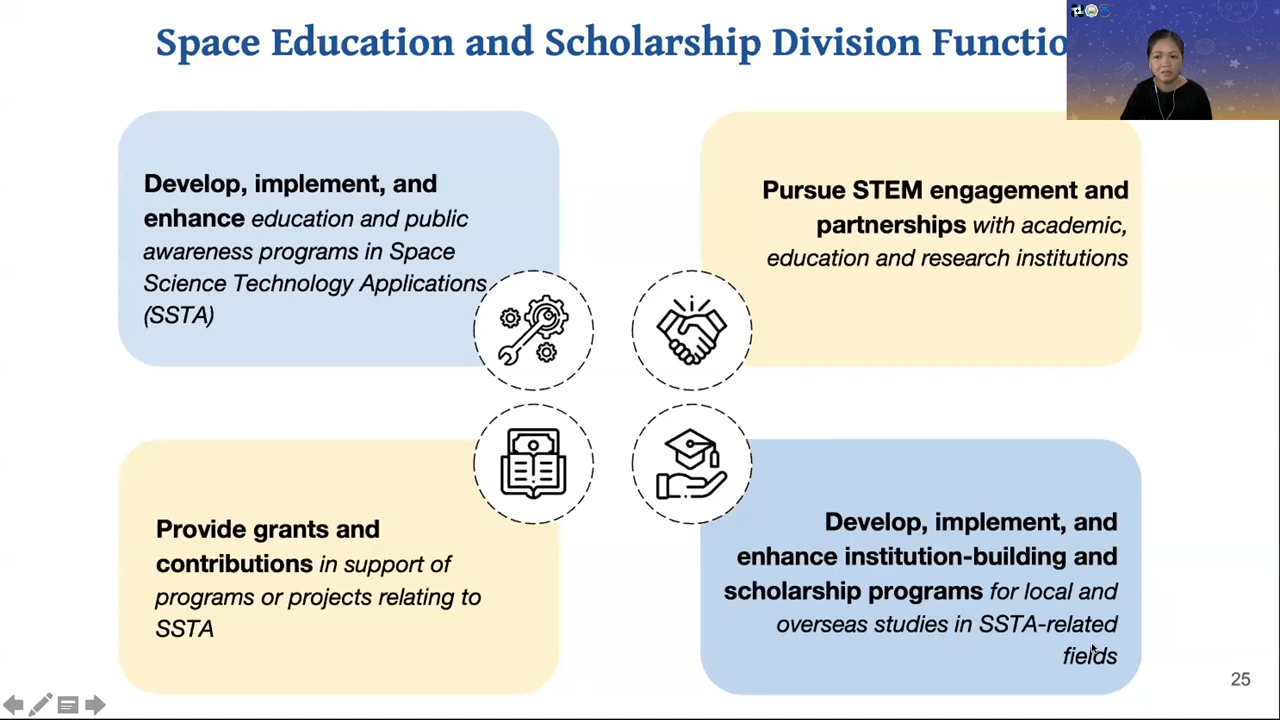 Space Education and Scholarship Division Functio
Develop, implement, and
enhance education and public
awareness programs in Space
Science Technology Applications
(SSTA)
Pursue STEM engagement and
partnerships with academic,
education and research institutions
Provide grants and
contributions in support of
programs or projects relating to
SSTA
Develop, implement, and
enhance institution-building and
scholarship programs for local and
overseas studies in SSTA-related
fields
25